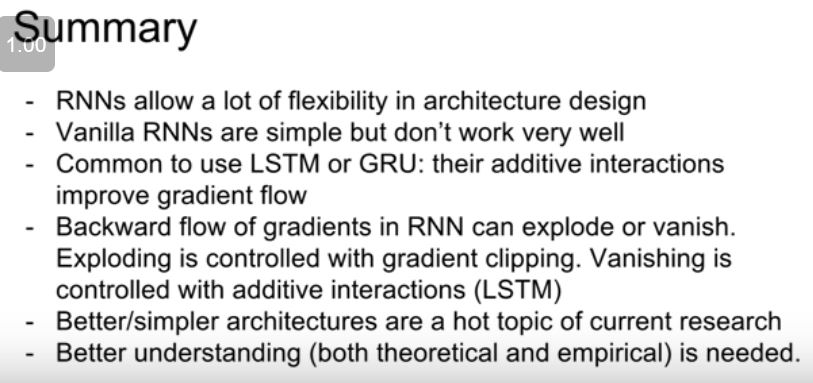 Summary
1.00
- RNNs allow a lot of flexibility in architecture design
- Vanilla RNNs are simple but don't work very well
- Common to use LSTM or GRU: their additive interactions
improve gradient flow
- Backward flow of gradients in RNN can explode or vanish.
Exploding is controlled with gradient clipping. Vanishing is
controlled with additive interactions (LSTM)
- Better/simpler architectures are a hot topic of current research
- Better understanding (both theoretical and empirical) is needed.